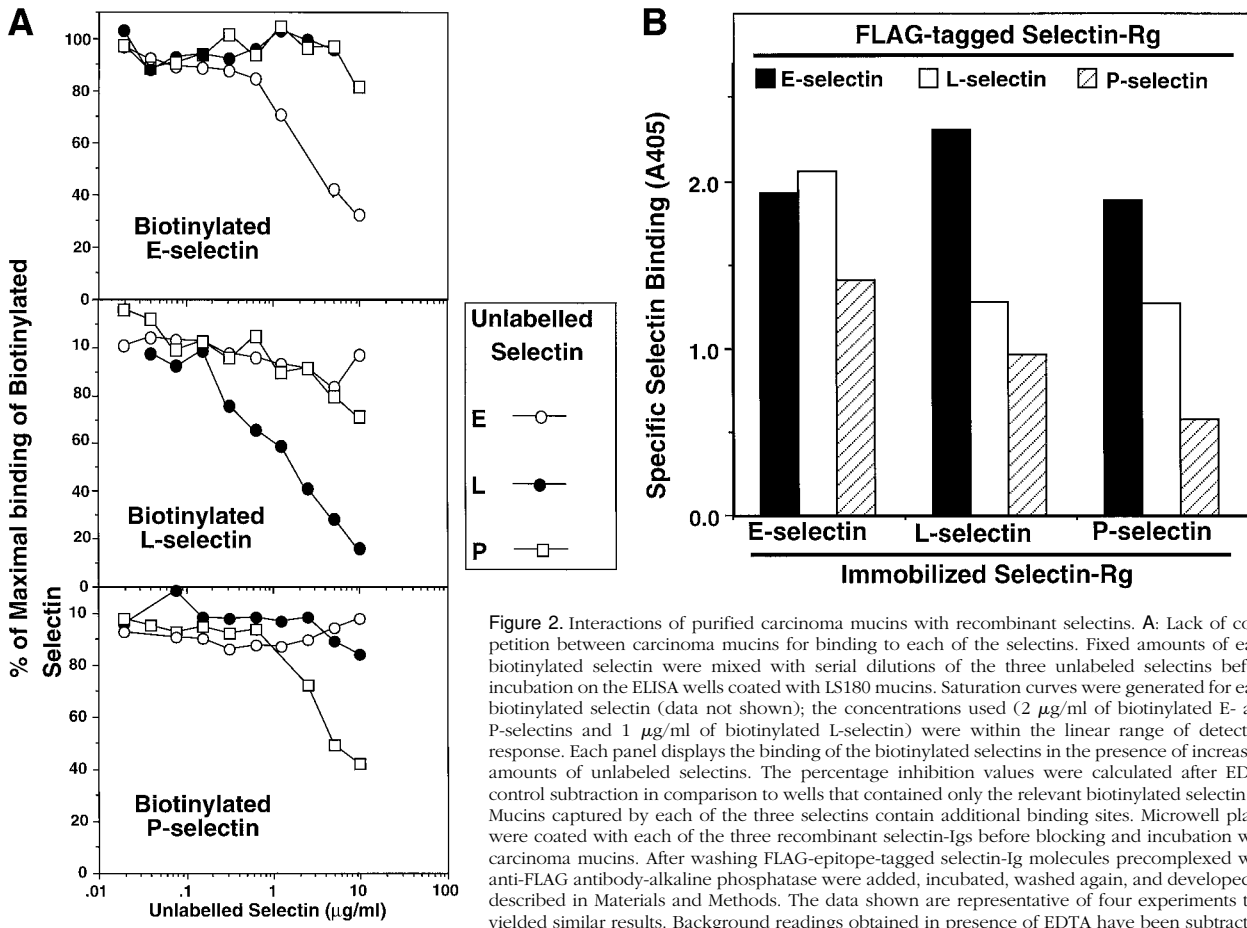 A
% of Maximal binding of Biotinylated
Selectin
100
80
60
40
20
0
Biotinylated
E-selectin
10
80
60
40
20
0
Biotinylated
L-selectin
10
80
60
40
20
0
Biotinylated
P-selectin
.01 .1 1 10 100
Unlabelled Selectin (µg/ml)
Unlabelled
Selectin
E
L
P
B
FLAG-tagged Selectin-Rg
E-selectin L-selectin P-selectin
Specific Selectin Binding (A405)
2.0
1.0
0.0
E-selectin L-selectin P-selectin
Immobilized Selectin-Rg
Figure 2. Interactions of purified carcinoma mucins with recombinant selectins. A: Lack of co
petition between carcinoma mucins for binding to each of the selectins. Fixed amounts of ea
biotinylated selectin were mixed with serial dilutions of the three unlabeled selectins bef
incubation on the ELISA wells coated with LS180 mucins. Saturation curves were generated for ea
biotinylated selectin (data not shown); the concentrations used (2 µg/ml of biotinylated E- a
P-selectins and 1 µg/ml of biotinylated L-selectin) were within the linear range of detect
response. Each panel displays the binding of the biotinylated selectins in the presence of increas
amounts of unlabeled selectins. The percentage inhibition values were calculated after ED
control subtraction in comparison to wells that contained only the relevant biotinylated selectin
Mucins captured by each of the three selectins contain additional binding sites. Microwell pla
were coated with each of the three recombinant selectin-Igs before blocking and incubation w
carcinoma mucins. After washing FLAG-epitope-tagged selectin-Ig molecules precomplexed w
anti-FLAG antibody-alkaline phosphatase were added, incubated, washed again, and developed
described in Materials and Methods. The data shown are representative of four experiments t
yielded similar results. Background readings obtained in presence of EDTA have been subtract